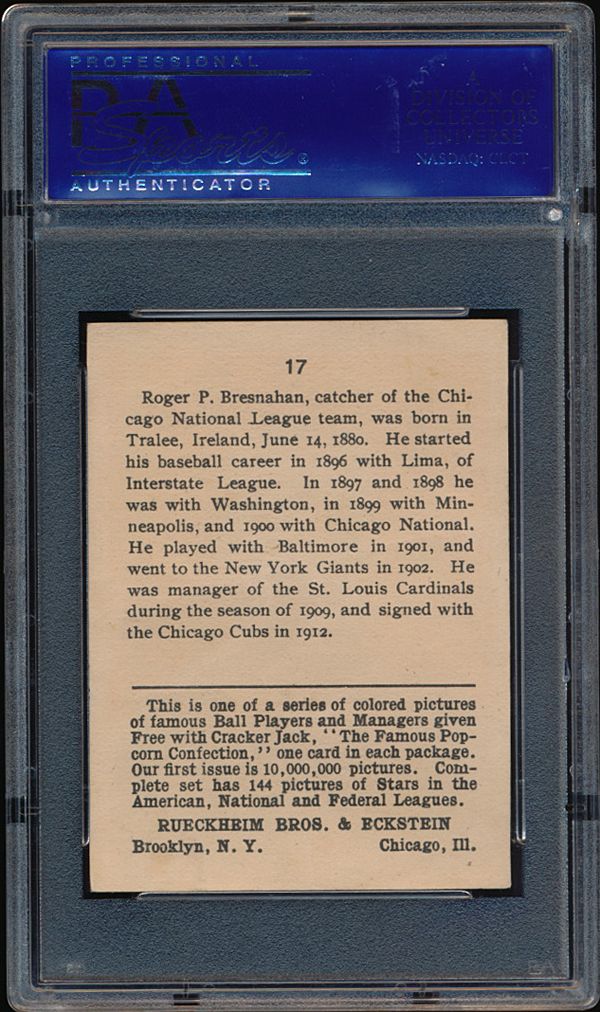 PROFESSIONAL
PSA
Sports ®
AUTHENTICATOR
A
DIVISION OF
COLLECTORS
UNIVERSE
NASDAQ: CLCT
17
Roger P. Bresnahan, catcher of the Chi-
cago National League team, was born in
Tralee, Ireland, June 14, 1880. He started
his baseball career in 1896 with Lima, of
Interstate League. In 1897 and 1898 he
was with Washington, in 1899 with Min-
neapolis, and 1900 with Chicago National.
He played with Baltimore in 1901, and
went to the New York Giants in 1902. He
was manager of the St. Louis Cardinals
during the season of 1909, and signed with
the Chicago Cubs in 1912.
This is one of a series of colored pictures
of famous Ball Players and Managers given
Free with Cracker Jack, "The Famous Pop-
corn Confection," one card in each package.
Our first issue is 10,000,000 pictures. Com-
plete set has 144 pictures of Stars in the
American, National and Federal Leagues.
RUECKHEIM BROS. & ECKSTEIN
Brooklyn, N. Y. Chicago, Ill.